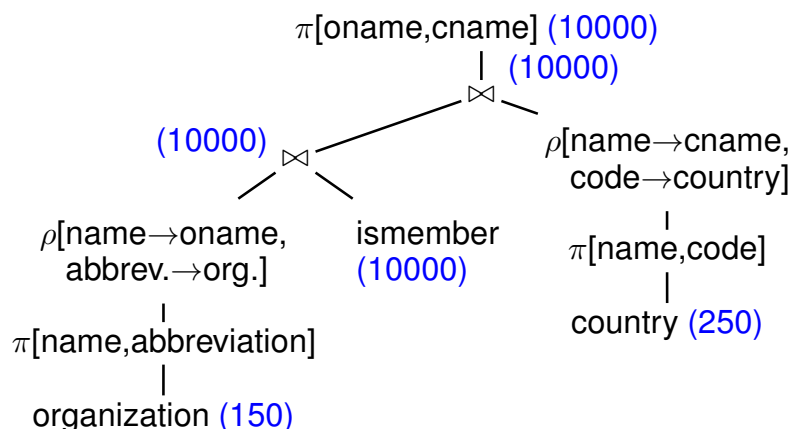 π[oname,cname] (10000)
(10000)
⋈
(10000)
⋈
ρ[name→cname,
code→country]
ρ[name→oname,
abbrev.→org.]
ismember
(10000)
π[name,code]
country (250)
π[name,abbreviation]
organization (150)